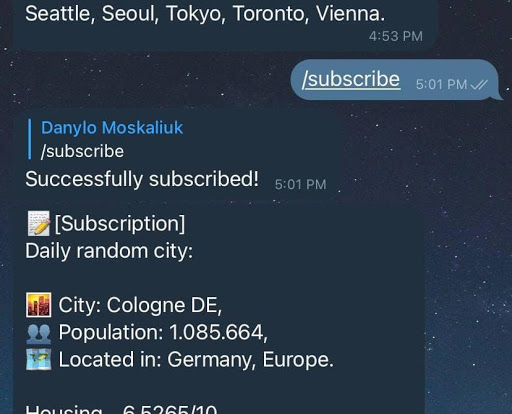 Seattle, Seoul, Tokyo, Toronto, Vienna.
4:53 PM
/subscribe 5:01 PM
Danylo Moskaliuk
/subscribe
Successfully subscribed! 5:01 PM
[Subscription]
Daily random city:
City: Cologne DE,
Population: 1.085.664,
Located in: Germany, Europe.
Housing - 6.5265/10